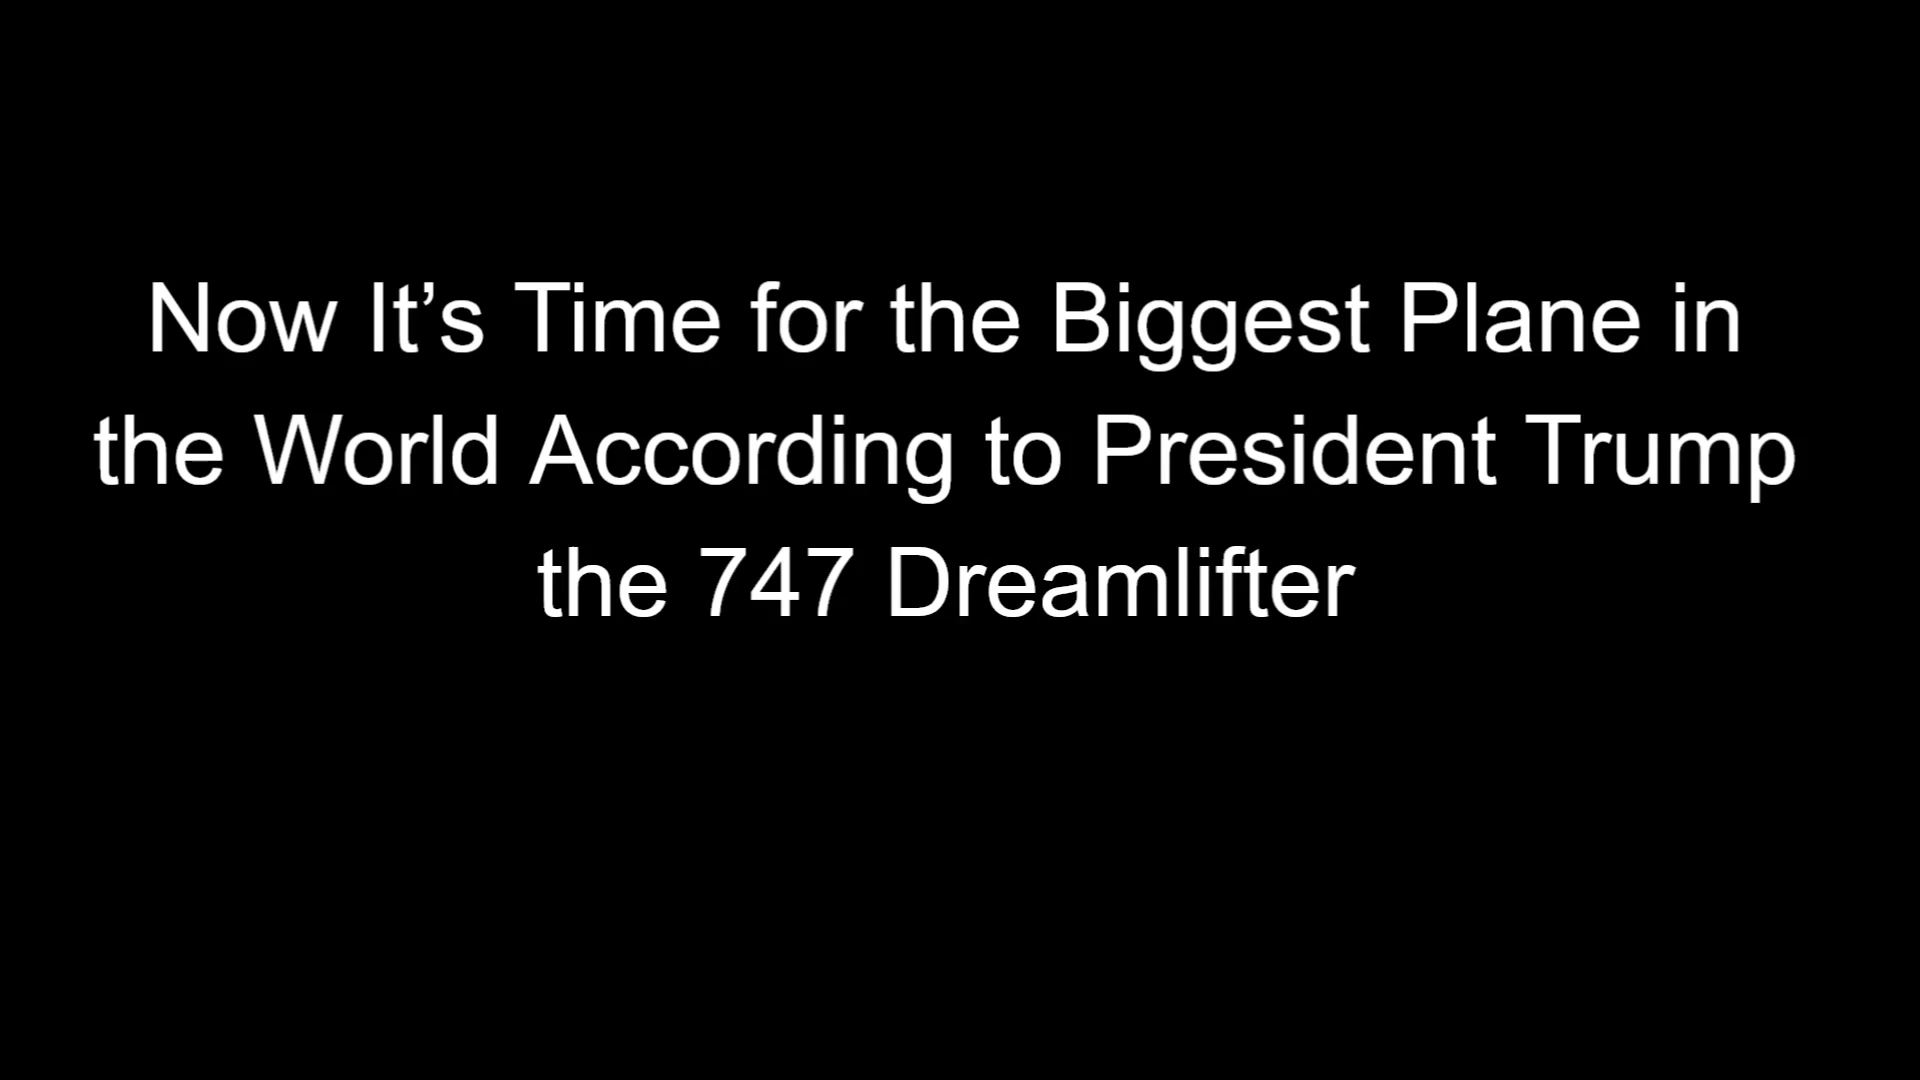 Now It’s Time for the Biggest Plane in
the World According to President Trump
the 747 Dreamlifter